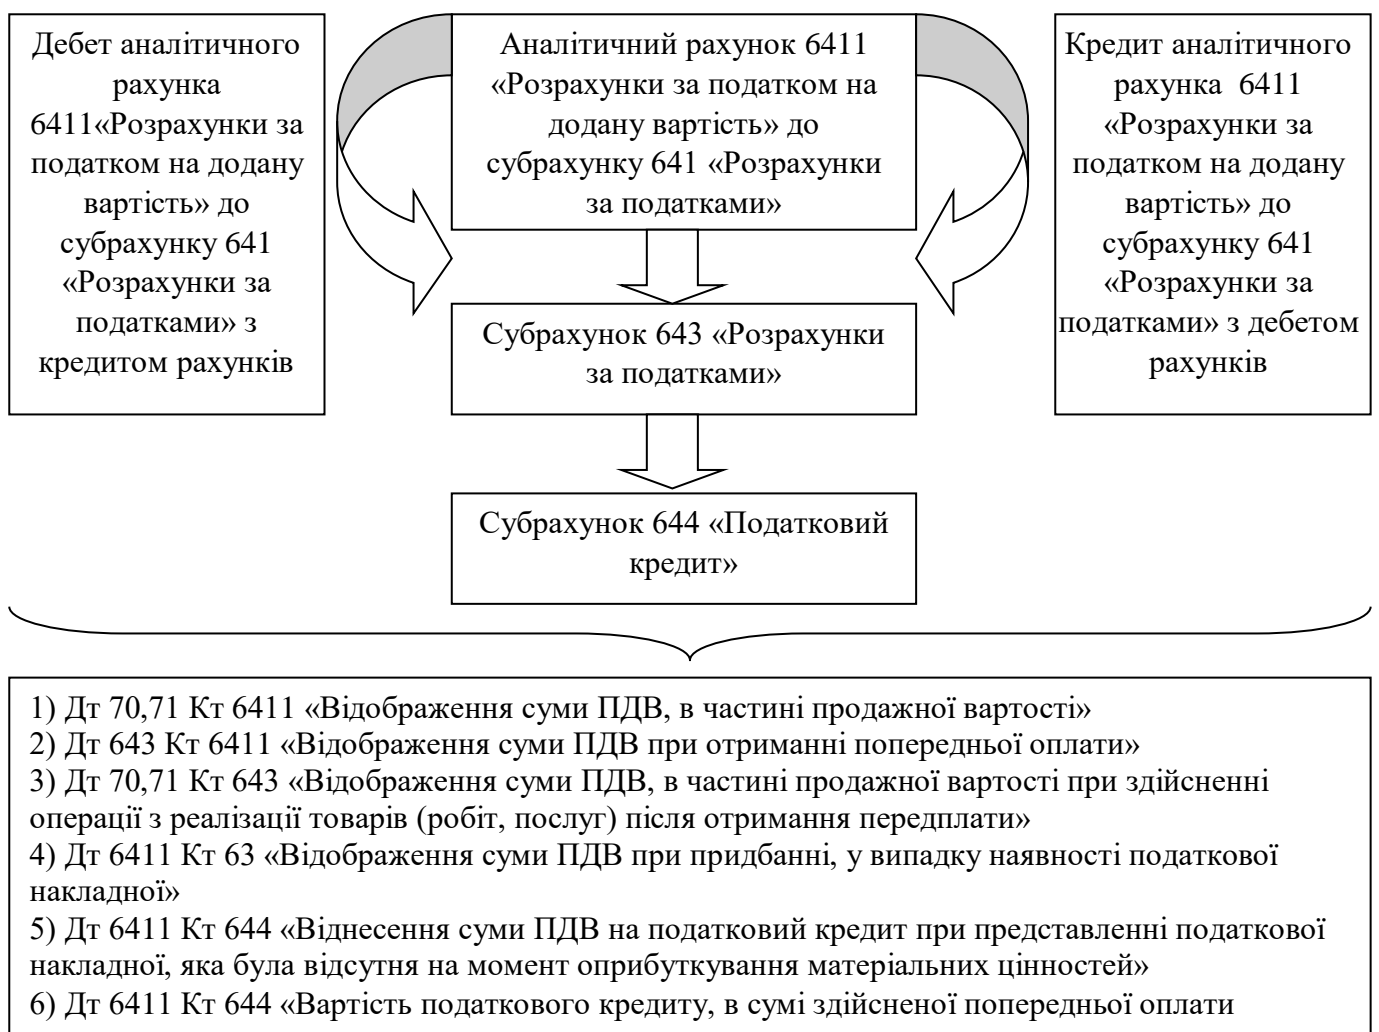 Дебет аналітичного
рахунка
6411«Розрахунки за
податком на додану
вартість» до
субрахунку 641
«Розрахунки за
податками» з
кредитом рахунків
Аналітичний рахунок 6411
«Розрахунки за податком на
додану вартість» до
субрахунку 641 «Розрахунки
за податками»
Кредит аналітичного
рахунка 6411
«Розрахунки за
податком на додану
вартість» до
субрахунку 641
«Розрахунки за
податками» з дебетом
рахунків
Субрахунок 643 «Розрахунки
за податками»
Субрахунок 644 «Податковий
кредит»
1) Дт 70,71 Кт 6411 «Відображення суми ПДВ, в частині продажної вартості»
2) Дт 643 Кт 6411 «Відображення суми ПДВ при отриманні попередньої оплати»
3) Дт 70,71 Кт 643 «Відображення суми ПДВ, в частині продажної вартості при здійсненні
операції з реалізації товарів (робіт, послуг) після отримання передплати»
4) Дт 6411 Кт 63 «Відображення суми ПДВ при придбанні, у випадку наявності податкової
накладної»
5) Дт 6411 Кт 644 «Віднесення суми ПДВ на податковий кредит при представленні податкової
накладної, яка була відсутня на момент оприбуткування матеріальних цінностей»
6) Дт 6411 Кт 644 «Вартість податкового кредиту, в сумі здійсненої попередньої оплати